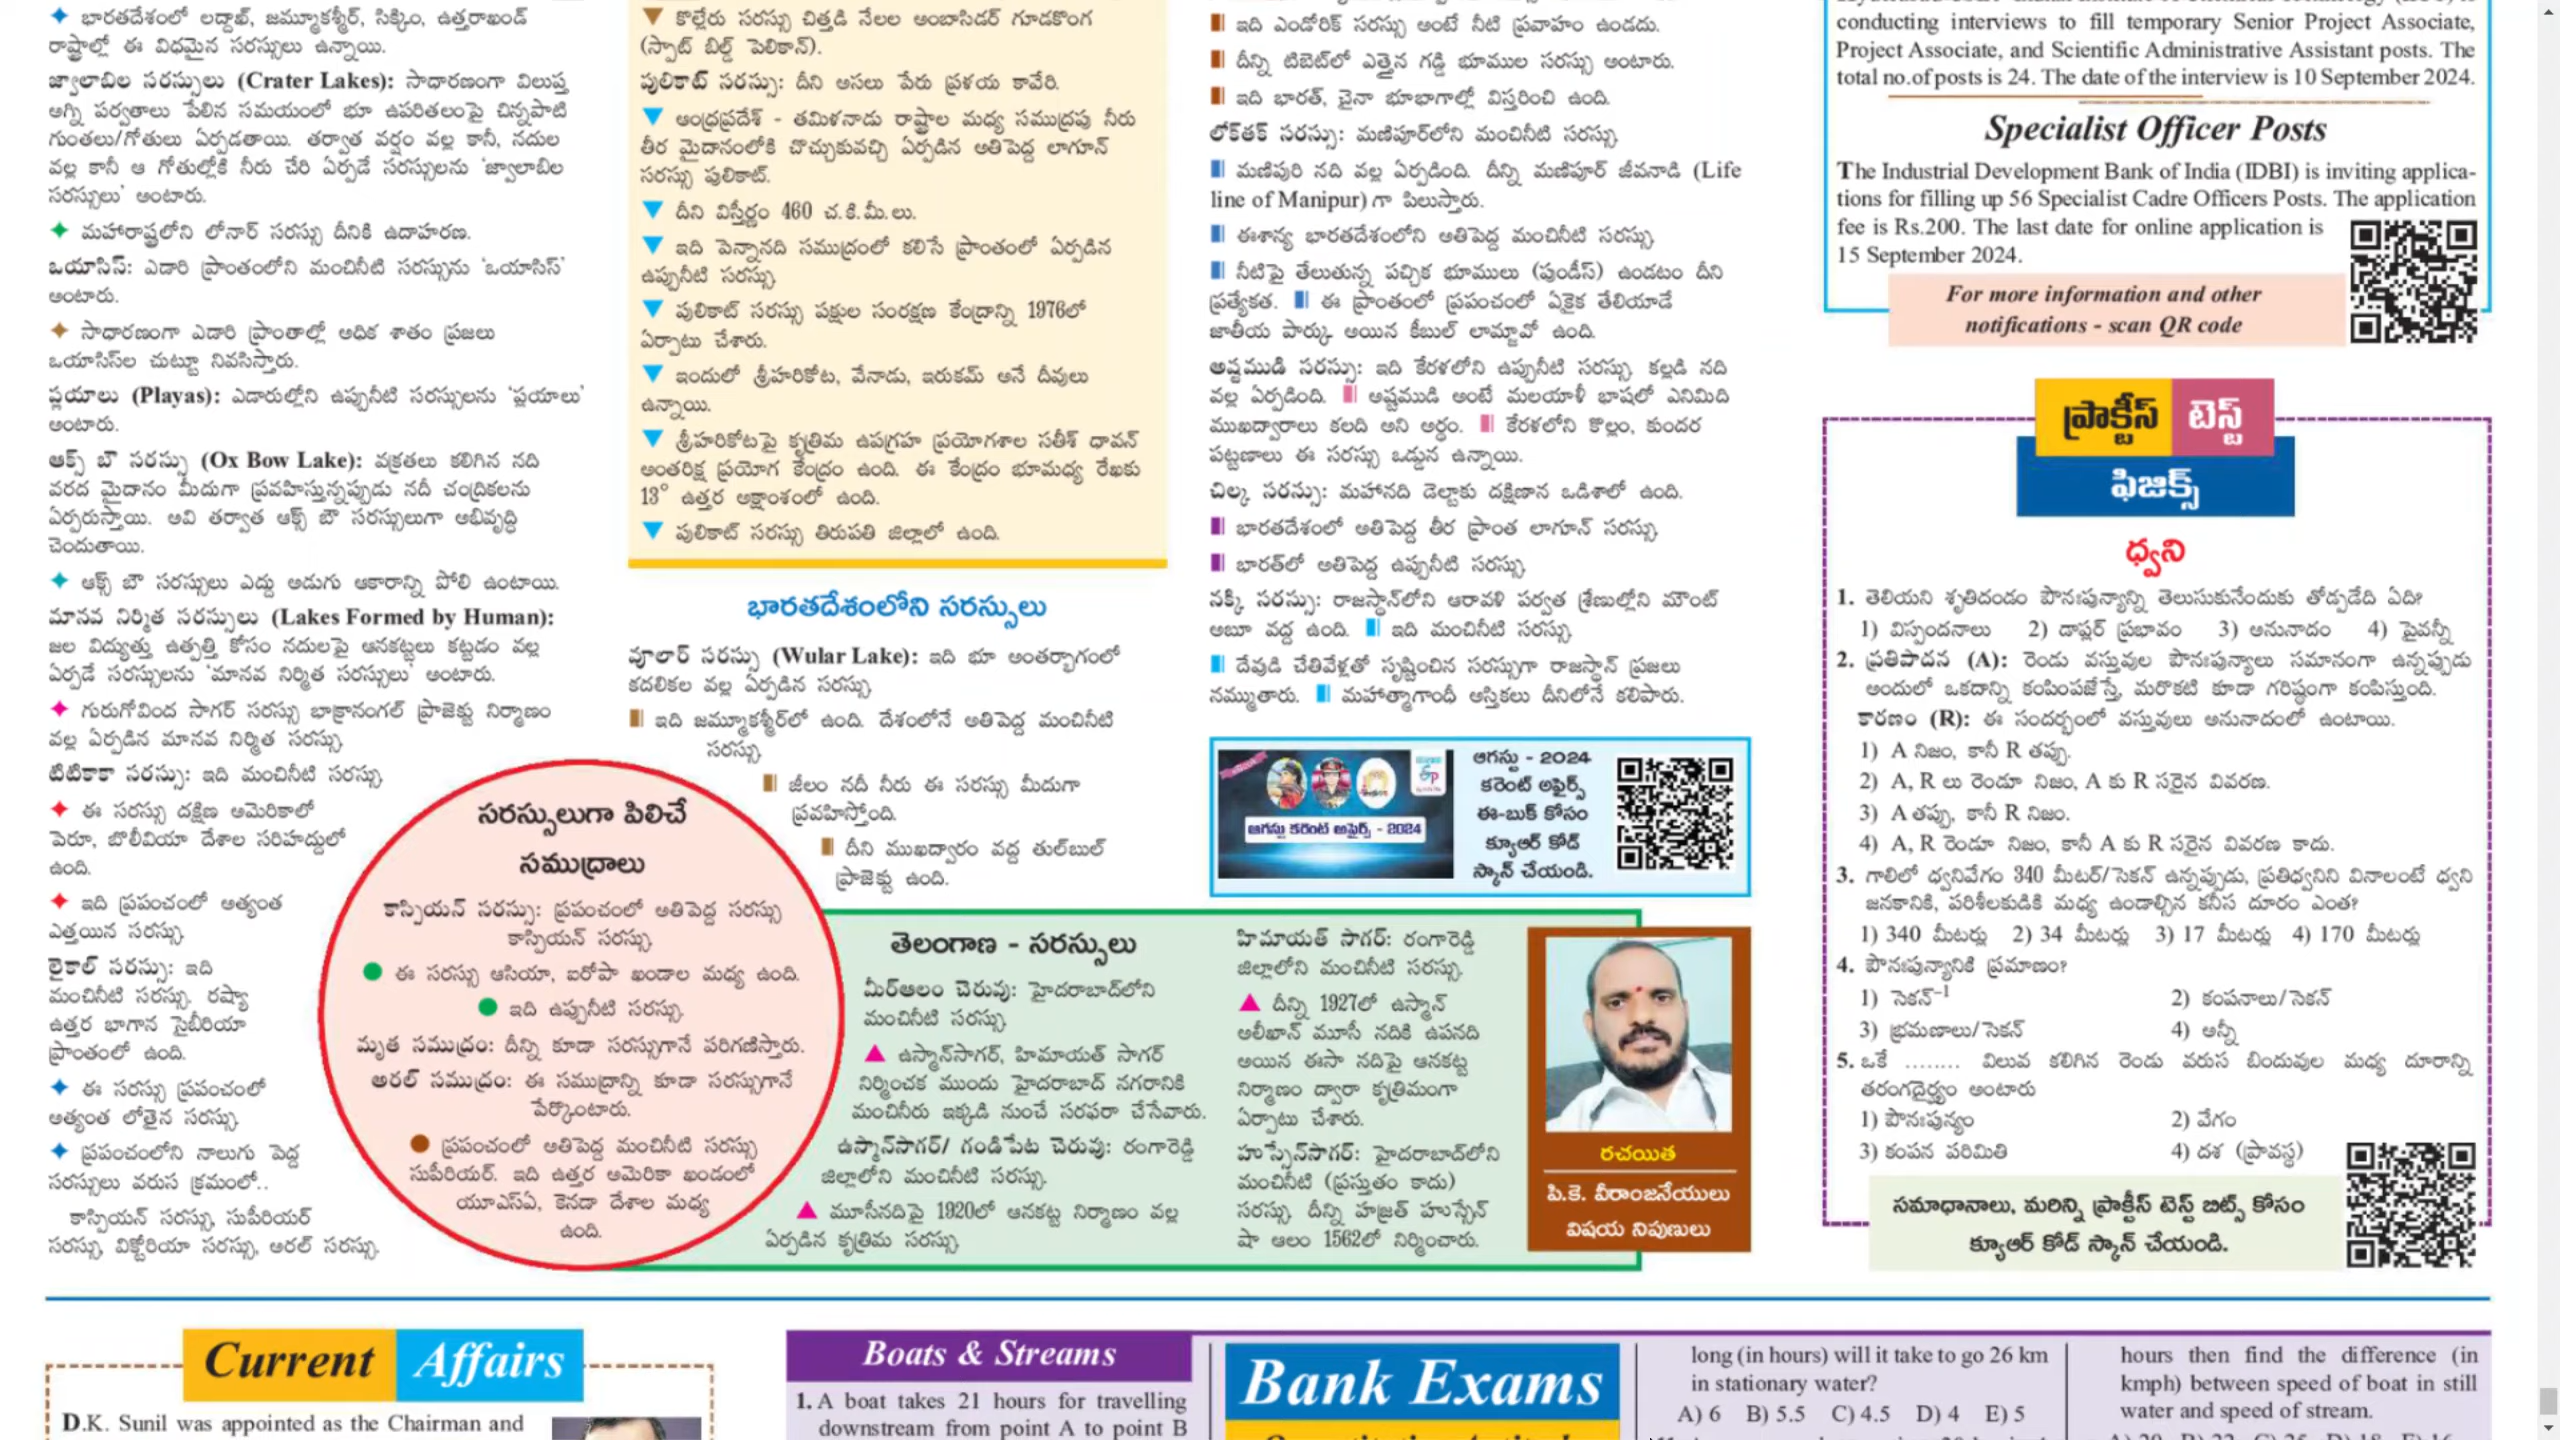 ✦ భారతదేశంలో లద్దాఖ్, జమ్మూకశ్మీర్, సిక్కిం, ఉత్తరాఖండ్
రాష్ట్రాల్లో ఈ విధమైన సరస్సులు ఉన్నాయి.
జ్వాలాబిల సరస్సులు (Crater Lakes): సాధారణంగా విలుప్త
అగ్ని పర్వతాలు పేలిన సమయంలో భూ ఉపరితలంపై చిన్నపాటి
గుంతలు/గోతులు ఏర్పడతాయి. తర్వాత వర్షం వల్ల కానీ, నదుల
వల్ల కానీ ఆ గోతుల్లోకి నీరు చేరి ఏర్పడే సరస్సులను 'జ్వాలాబిల
సరస్సులు' అంటారు.
✦ మహారాష్ట్రలోని లోనార్ సరస్సు దీనికి ఉదాహరణ.
ఒయాసిస్: ఎడారి ప్రాంతంలోని మంచినీటి సరస్సును 'ఒయాసిస్'
అంటారు.
✦ సాధారణంగా ఎడారి ప్రాంతాల్లో అధిక శాతం ప్రజలు
ఒయాసిస్‌ల చుట్టూ నివసిస్తారు.
ప్లయాలు (Playas): ఎడారుల్లోని ఉప్పునీటి సరస్సులను 'ప్లయాలు'
అంటారు.
ఆక్స్ బౌ సరస్సు (Ox Bow Lake): వక్రతలు కలిగిన నది
వరద మైదానం మీదుగా ప్రవహిస్తున్నప్పుడు నదీ చంద్రికలను
ఏర్పరుస్తాయి. అవి తర్వాత ఆక్స్ బౌ సరస్సులుగా అభివృద్ధి
చెందుతాయి.
✦ ఆక్స్ బౌ సరస్సులు ఎద్దు అడుగు ఆకారాన్ని పోలి ఉంటాయి.
మానవ నిర్మిత సరస్సులు (Lakes Formed by Human):
జల విద్యుత్తు ఉత్పత్తి కోసం నదులపై ఆనకట్టలు కట్టడం వల్ల
ఏర్పడే సరస్సులను 'మానవ నిర్మిత సరస్సులు' అంటారు.
✦ గురుగోవింద సాగర్ సరస్సు భాక్రానంగల్ ప్రాజెక్టు నిర్మాణం
వల్ల ఏర్పడిన మానవ నిర్మిత సరస్సు.
టిటికాకా సరస్సు: ఇది మంచినీటి సరస్సు.
✦ ఈ సరస్సు దక్షిణ అమెరికాలో
పెరూ, బొలీవియా దేశాల సరిహద్దులో
ఉంది.
✦ ఇది ప్రపంచంలో అత్యంత
ఎత్తయిన సరస్సు.
బైకాల్ సరస్సు: ఇది
మంచినీటి సరస్సు. రష్యా
ఉత్తర భాగాన సైబీరియా
ప్రాంతంలో ఉంది.
✦ ఈ సరస్సు ప్రపంచంలో
అత్యంత లోతైన సరస్సు.
✦ ప్రపంచంలోని నాలుగు పెద్ద
సరస్సులు వరుస క్రమంలో..
కాస్పియన్ సరస్సు, సుపీరియర్
సరస్సు, విక్టోరియా సరస్సు, అరల్ సరస్సు.
సరస్సులుగా పిలిచే
సముద్రాలు
కాస్పియన్ సరస్సు: ప్రపంచంలో అతిపెద్ద సరస్సు
కాస్పియన్ సరస్సు.
ఈ సరస్సు ఆసియా, ఐరోపా ఖండాల మధ్య ఉంది.
ఇది ఉప్పునీటి సరస్సు.
మృత సముద్రం: దీన్ని కూడా సరస్సుగానే పరిగణిస్తారు.
అరల్ సముద్రం: ఈ సముద్రాన్ని కూడా సరస్సుగానే
పేర్కొంటారు.
ప్రపంచంలో అతిపెద్ద మంచినీటి సరస్సు
సుపీరియర్. ఇది ఉత్తర అమెరికా ఖండంలో
యూఎస్ఏ, కెనడా దేశాల మధ్య
ఉంది.
▼ కొల్లేరు సరస్సు చిత్తడి నేలల అంబాసిడర్ గూడకొంగ
(స్పాట్ బిల్డ్ పెలికాన్).
పులికాట్ సరస్సు: దీని అసలు పేరు ప్రళయ కావేరి.
▼ ఆంధ్రప్రదేశ్ - తమిళనాడు రాష్ట్రాల మధ్య సముద్రపు నీరు
తీర మైదానంలోకి చొచ్చుకువచ్చి ఏర్పడిన అతిపెద్ద లాగూన్
సరస్సు పులికాట్.
▼ దీని విస్తీర్ణం 460 చ.కి.మీ.లు.
▼ ఇది పెన్నానది సముద్రంలో కలిసే ప్రాంతంలో ఏర్పడిన
ఉప్పునీటి సరస్సు.
▼ పులికాట్ సరస్సు పక్షుల సంరక్షణ కేంద్రాన్ని 1976లో
ఏర్పాటు చేశారు.
▼ ఇందులో శ్రీహరికోట, వేనాడు, ఇరుకమ్ అనే దీవులు
ఉన్నాయి.
▼ శ్రీహరికోటపై కృత్రిమ ఉపగ్రహ ప్రయోగశాల సతీశ్ ధావన్
అంతరిక్ష ప్రయోగ కేంద్రం ఉంది. ఈ కేంద్రం భూమధ్య రేఖకు
13° ఉత్తర అక్షాంశంలో ఉంది.
▼ పులికాట్ సరస్సు తిరుపతి జిల్లాలో ఉంది.
భారతదేశంలోని సరస్సులు
వూలార్ సరస్సు (Wular Lake): ఇది భూ అంతర్భాగంలో
కదలికల వల్ల ఏర్పడిన సరస్సు.
ఇది జమ్మూకశ్మీర్‌లో ఉంది. దేశంలోనే అతిపెద్ద మంచినీటి
సరస్సు.
జీలం నదీ నీరు ఈ సరస్సు మీదుగా
ప్రవహిస్తోంది.
దీని ముఖద్వారం వద్ద తుల్‌బుల్
ప్రాజెక్టు ఉంది.
తెలంగాణ - సరస్సులు
మీర్ఆలం చెరువు: హైదరాబాద్‌లోని
మంచినీటి సరస్సు.
▲ ఉస్మాన్‌సాగర్, హిమాయత్ సాగర్
నిర్మించక ముందు హైదరాబాద్ నగరానికి
మంచినీరు ఇక్కడి నుంచే సరఫరా చేసేవారు.
ఉస్మాన్‌సాగర్/ గండిపేట చెరువు: రంగారెడ్డి
జిల్లాలోని మంచినీటి సరస్సు.
▲ మూసీనదిపై 1920లో ఆనకట్ట నిర్మాణం వల్ల
ఏర్పడిన కృత్రిమ సరస్సు.
హిమాయత్ సాగర్: రంగారెడ్డి
జిల్లాలోని మంచినీటి సరస్సు.
▲ దీన్ని 1927లో ఉస్మాన్
అలీఖాన్ మూసీ నదికి ఉపనది
అయిన ఈసా నదిపై ఆనకట్ట
నిర్మాణం ద్వారా కృత్రిమంగా
ఏర్పాటు చేశారు.
హుస్సేన్‌సాగర్: హైదరాబాద్‌లోని
మంచినీటి (ప్రస్తుతం కాదు)
సరస్సు. దీన్ని హజ్రత్ హుస్సేన్
షా ఆలం 1562లో నిర్మించారు.
రచయిత
పి.కె. వీరాంజనేయులు
విషయ నిపుణులు
ఇది ఎండోరిక్ సరస్సు అంటే నీటి ప్రవాహం ఉండదు.
దీన్ని టిబెట్‌లో ఎత్తైన గడ్డి భూముల సరస్సు అంటారు.
ఇది భారత్, చైనా భూభాగాల్లో విస్తరించి ఉంది.
లోక్‌తక్ సరస్సు: మణిపూర్‌లోని మంచినీటి సరస్సు.
మణిపురి నది వల్ల ఏర్పడింది. దీన్ని మణిపూర్ జీవనాడి (Life
line of Manipur) గా పిలుస్తారు.
ఈశాన్య భారతదేశంలోని అతిపెద్ద మంచినీటి సరస్సు.
నీటిపై తేలుతున్న పచ్చిక భూములు (పుండీస్) ఉండటం దీని
ప్రత్యేకత. ఈ ప్రాంతంలో ప్రపంచంలో ఏకైక తేలియాడే
జాతీయ పార్కు అయిన కీబుల్ లామ్జావో ఉంది.
అష్టముడి సరస్సు: ఇది కేరళలోని ఉప్పునీటి సరస్సు. కల్లడి నది
వల్ల ఏర్పడింది. అష్టముడి అంటే మలయాళీ భాషలో ఎనిమిది
ముఖద్వారాలు కలది అని అర్థం. కేరళలోని కొల్లం, కుందర
పట్టణాలు ఈ సరస్సు ఒడ్డున ఉన్నాయి.
చిల్క సరస్సు: మహానది డెల్టాకు దక్షిణాన ఒడిశాలో ఉంది.
భారతదేశంలో అతిపెద్ద తీర ప్రాంత లాగూన్ సరస్సు.
భారత్‌లో అతిపెద్ద ఉప్పునీటి సరస్సు.
నక్కీ సరస్సు: రాజస్థాన్‌లోని ఆరావళి పర్వత శ్రేణుల్లోని మౌంట్
అబూ వద్ద ఉంది. ఇది మంచినీటి సరస్సు.
దేవుడి చేతివేళ్లతో సృష్టించిన సరస్సుగా రాజస్థాన్ ప్రజలు
నమ్ముతారు. మహాత్మాగాంధీ అస్తికలు దీనిలోనే కలిపారు.
ఆగస్టు కరెంట్ అఫైర్స్ - 2024
ఆగస్టు - 2024
కరెంట్ అఫైర్స్
ఈ-బుక్ కోసం
క్యూఆర్ కోడ్
స్కాన్ చేయండి.
conducting interviews to fill temporary Senior Project Associate,
Project Associate, and Scientific Administrative Assistant posts. The
total no.of posts is 24. The date of the interview is 10 September 2024.
Specialist Officer Posts
The Industrial Development Bank of India (IDBI) is inviting applica-
tions for filling up 56 Specialist Cadre Officers Posts. The application
fee is Rs.200. The last date for online application is
15 September 2024.
For more information and other
notifications - scan QR code
ప్రాక్టీస్ టెస్ట్
ఫిజిక్స్
ధ్వని
1. తెలియని శృతిదండం పౌనఃపున్యాన్ని తెలుసుకునేందుకు తోడ్పడేది ఏది?
1) విస్పందనాలు 2) డాప్లర్ ప్రభావం 3) అనునాదం 4) పైవన్నీ
2. ప్రతిపాదన (A): రెండు వస్తువుల పౌనఃపున్యాలు సమానంగా ఉన్నప్పుడు
అందులో ఒకదాన్ని కంపింపజేస్తే, మరొకటి కూడా గరిష్ఠంగా కంపిస్తుంది.
కారణం (R): ఈ సందర్భంలో వస్తువులు అనునాదంలో ఉంటాయి.
1) A నిజం, కానీ R తప్పు.
2) A, R లు రెండూ నిజం, A కు R సరైన వివరణ.
3) A తప్పు, కానీ R నిజం.
4) A, R రెండూ నిజం, కానీ A కు R సరైన వివరణ కాదు.
3. గాలిలో ధ్వనివేగం 340 మీటర్/సెకన్ ఉన్నప్పుడు, ప్రతిధ్వనిని వినాలంటే ధ్వని
జనకానికి, పరిశీలకుడికి మధ్య ఉండాల్సిన కనీస దూరం ఎంత?
1) 340 మీటర్లు 2) 34 మీటర్లు 3) 17 మీటర్లు 4) 170 మీటర్లు
4. పౌనఃపున్యానికి ప్రమాణం?
1) సెకన్⁻¹ 2) కంపనాలు/సెకన్
3) భ్రమణాలు/సెకన్ 4) అన్నీ
5. ఒకే ........ విలువ కలిగిన రెండు వరుస బిందువుల మధ్య దూరాన్ని
తరంగదైర్ఘ్యం అంటారు
1) పౌనఃపున్యం 2) వేగం
3) కంపన పరిమితి 4) దశ (ప్రావస్థ)
సమాధానాలు, మరిన్ని ప్రాక్టీస్ టెస్ట్ బిట్స్ కోసం
క్యూఆర్ కోడ్ స్కాన్ చేయండి.
Current Affairs
D.K. Sunil was appointed as the Chairman and
Boats & Streams
1. A boat takes 21 hours for travelling
downstream from point A to point B
Bank Exams
long (in hours) will it take to go 26 km
in stationary water?
A) 6 B) 5.5 C) 4.5 D) 4 E) 5
hours then find the difference (in
kmph) between speed of boat in still
water and speed of stream.